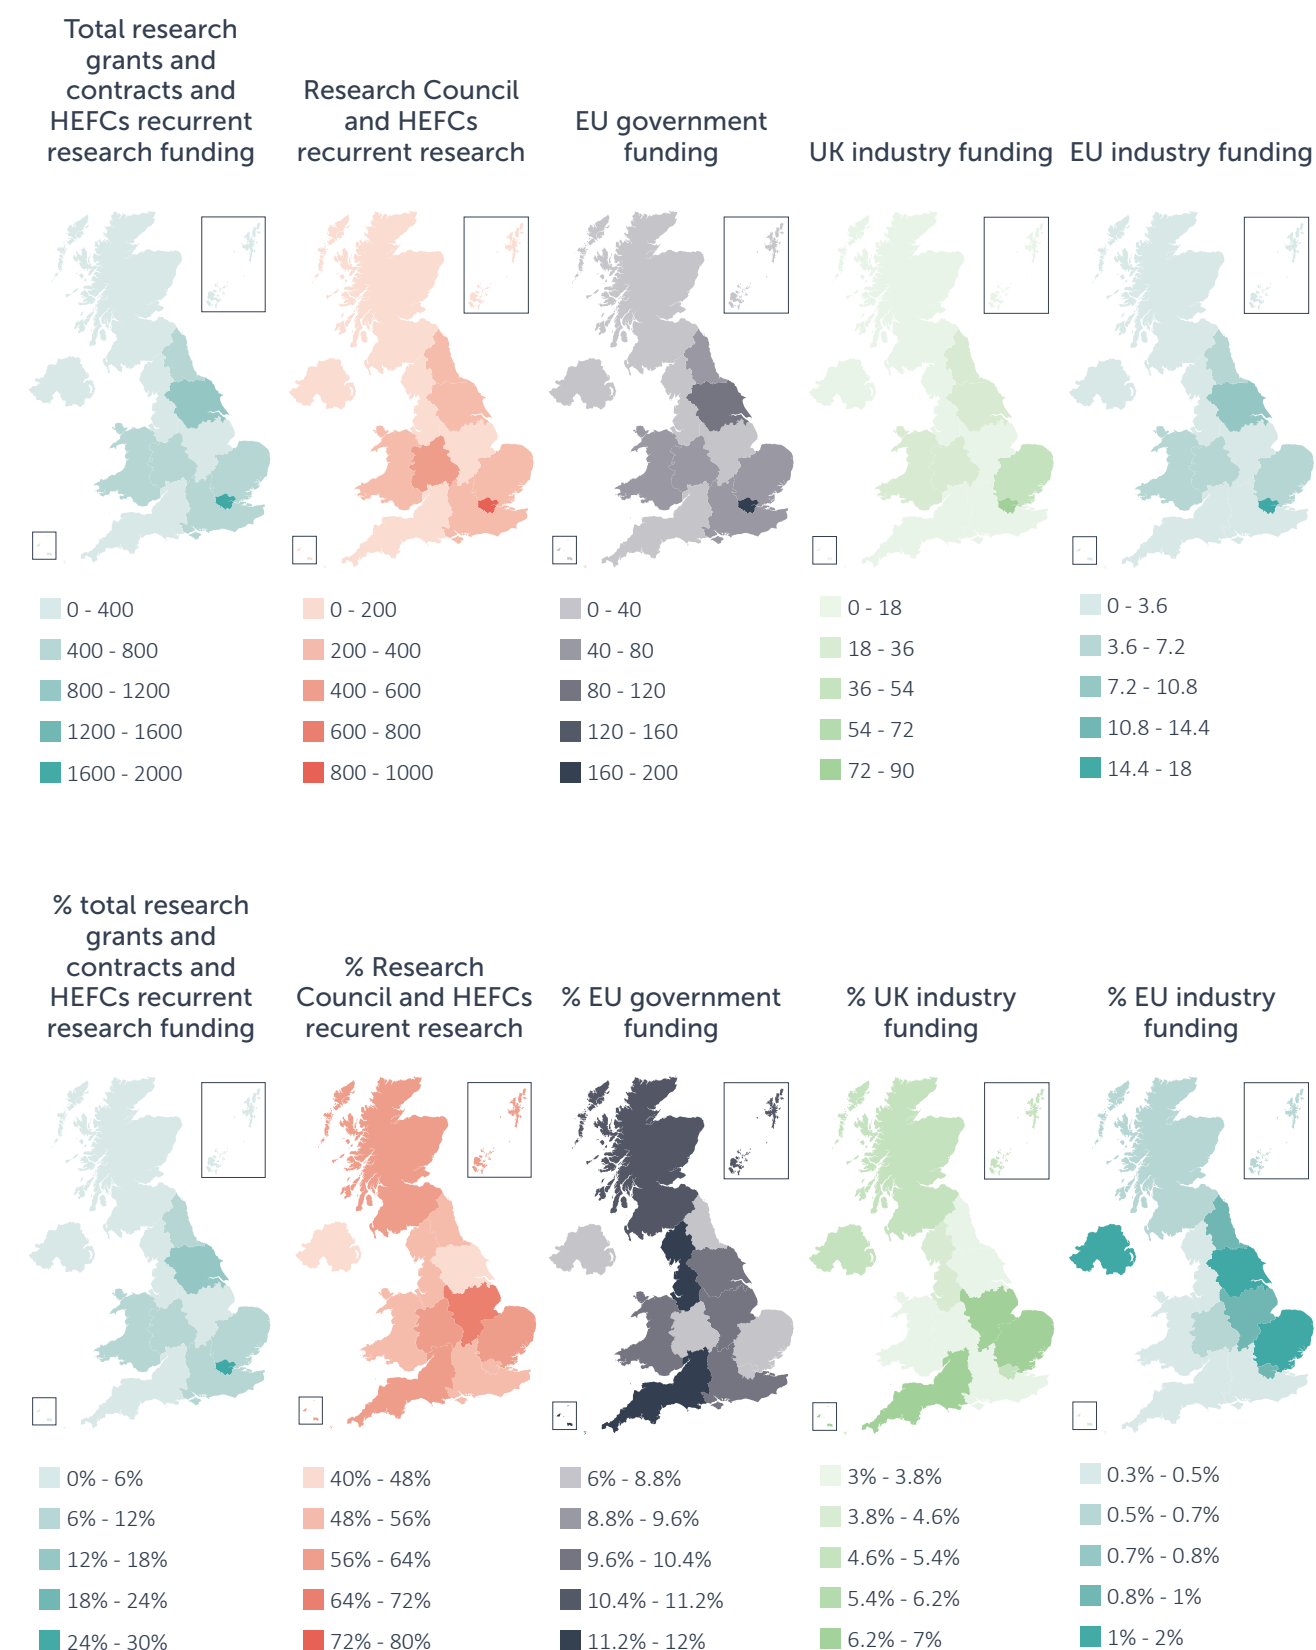 Total research
grants and
contracts and
HEFCs recurrent
research funding
Research Council
and HEFCs
recurrent research
EU government
funding
UK industry funding
EU industry funding
0 - 400
400 - 800
800 - 1200
1200 - 1600
1600 - 2000
0 - 200
200 - 400
400 - 600
600 - 800
800 - 1000
0 - 40
40 - 80
80 - 120
120 - 160
160 - 200
0 - 18
18 - 36
36 - 54
54 - 72
72 - 90
0 - 3.6
3.6 - 7.2
7.2 - 10.8
10.8 - 14.4
14.4 - 18
% total research
grants and
contracts and
HEFCs recurrent
research funding
% Research
Council and HEFCs
recurent research
% EU government
funding
% UK industry
funding
% EU industry
funding
0% - 6%
6% - 12%
12% - 18%
18% - 24%
24% - 30%
40% - 48%
48% - 56%
56% - 64%
64% - 72%
72% - 80%
6% - 8.8%
8.8% - 9.6%
9.6% - 10.4%
10.4% - 11.2%
11.2% - 12%
3% - 3.8%
3.8% - 4.6%
4.6% - 5.4%
5.4% - 6.2%
6.2% - 7%
0.3% - 0.5%
0.5% - 0.7%
0.7% - 0.8%
0.8% - 1%
1% - 2%